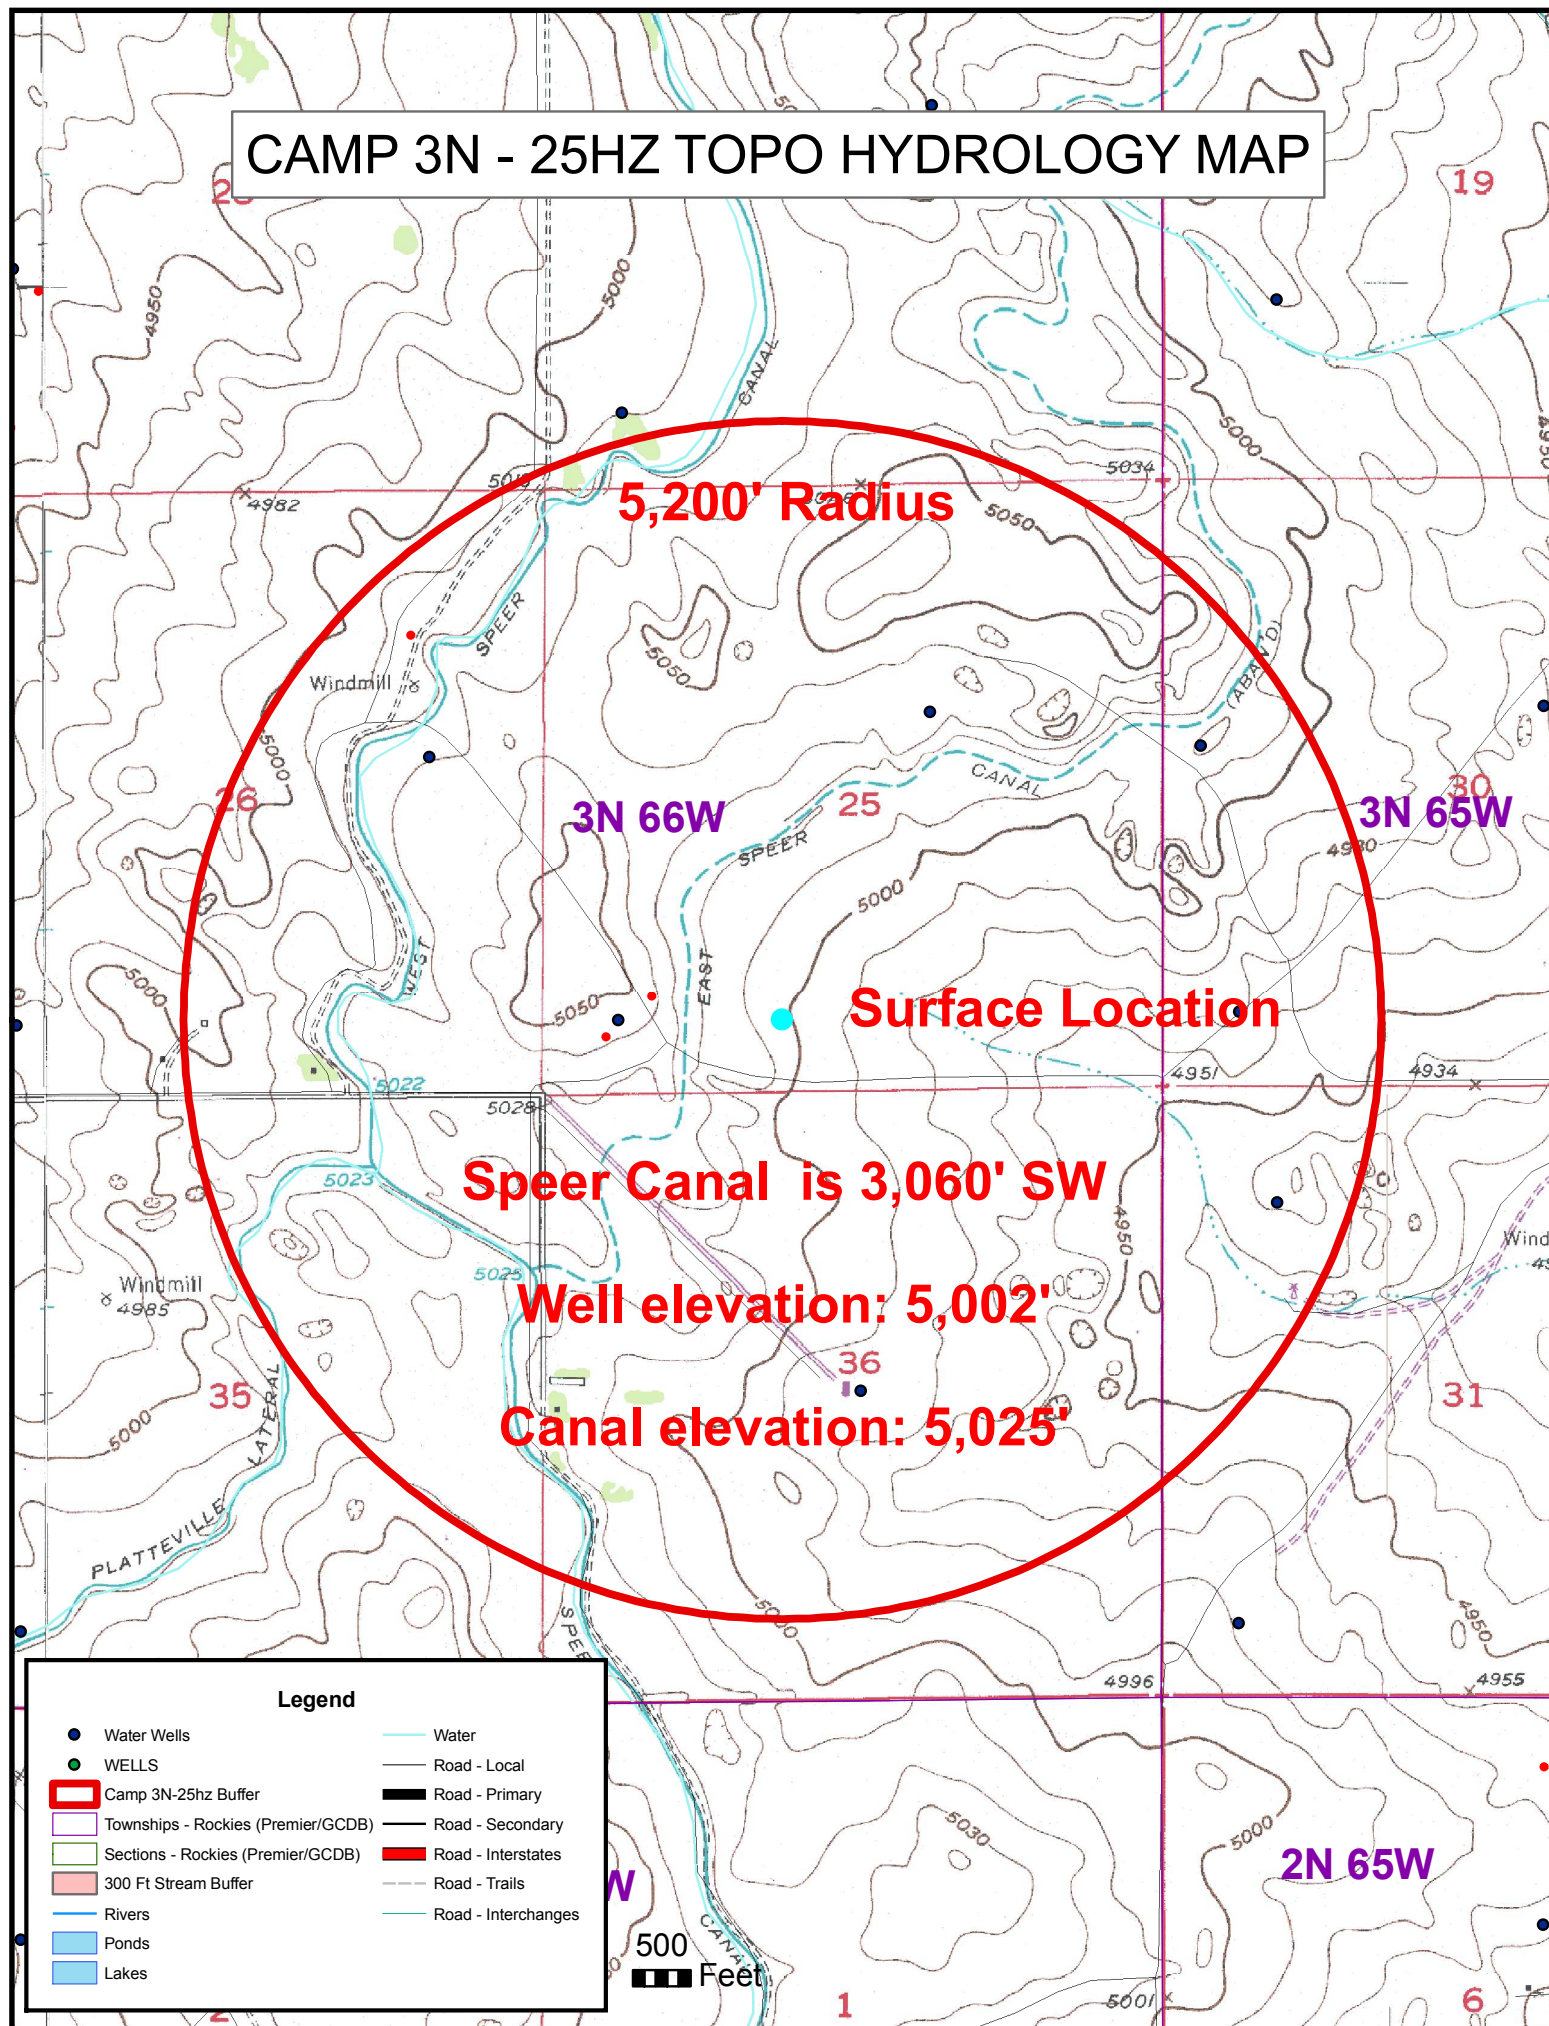 CAMP 3N - 25HZ TOPO HYDROLOGY MAP
19
5000
4950
CANAL
5000
4950
5034
4982
5,200' Radius
5050
SPEER
5050
(ABAN'D)
Windmill
5000
CANAL
26
3N 66W
25
30
3N 65W
SPEER
4930
5000
WEST
EAST
5000
5050
Surface Location
4951
4934
5022
5028
Speer Canal is 3,060' SW
5023
4950
Wind
5025
Windmill
4985
Well elevation: 5,002'
36
35
31
LATERAL
5000
Canal elevation: 5,025'
PLATTEVILLE
5000
4950
4996
4955
Legend
Water Wells
WELLS
Camp 3N-25hz Buffer
Townships - Rockies (Premier/GCDB)
Sections - Rockies (Premier/GCDB)
300 Ft Stream Buffer
Rivers
Ponds
Lakes
Water
Road - Local
Road - Primary
Road - Secondary
Road - Interstates
Road - Trails
Road - Interchanges
5030
5000
W
2N 65W
CANAL
500
Feet
1
5001
6